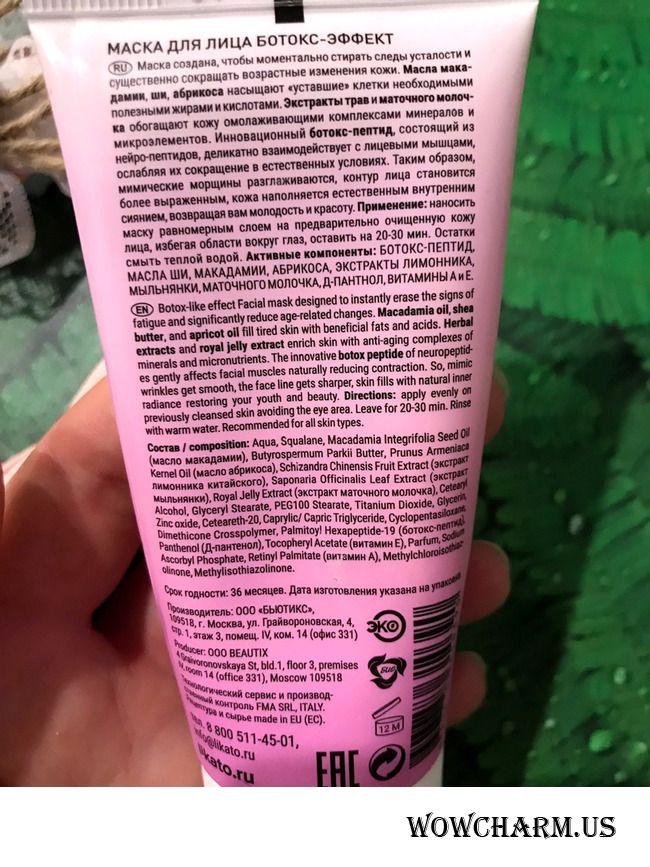 МАСКА ДЛЯ ЛИЦА БОТОКС-ЭФФЕКТ
RU Маска создана, чтобы моментально стирать следы усталости и
существенно сокращать возрастные изменения кожи. Масла мака-
дамии, ши, абрикоса насыщают «уставшие» клетки необходимыми
полезными жирами и кислотами. Экстракты трав и маточного молоч-
ка обогащают кожу омолаживающими комплексами минералов и
микроэлементов. Инновационный ботокс-пептид, состоящий из
нейро-пептидов, деликатно взаимодействует с лицевыми мышцами,
ослабляя их сокращение в естественных условиях. Таким образом,
мимические морщины разглаживаются, контур лица становится
более выраженным, кожа наполняется естественным внутренним
сиянием, возвращая вам молодость и красоту. Применение: наносить
маску равномерным слоем на предварительно очищенную кожу
лица, избегая области вокруг глаз, оставить на 20-30 мин. Остатки
смыть теплой водой. Активные компоненты: БОТОКС-ПЕПТИД,
МАСЛА ШИ, МАКАДАМИИ, АБРИКОСА, ЭКСТРАКТЫ ЛИМОННИКА,
МЫЛЬНЯНКИ, МАТОЧНОГО МОЛОЧКА, Д-ПАНТНОЛ, ВИТАМИНЫ А и Е.
EN Botox-like effect Facial mask designed to instantly erase the signs of
fatigue and significantly reduce age-related changes. Macadamia oil, shea
butter, and apricot oil fill tired skin with beneficial fats and acids. Herbal
extracts and royal jelly extract enrich skin with anti-aging complexes of
minerals and micronutrients. The innovative botox peptide of neuropeptid-
es gently affects facial muscles naturally reducing contraction. So, mimic
wrinkles get smooth, the face line gets sharper, skin fills with natural inner
radiance restoring your youth and beauty. Directions: apply evenly on
previously cleansed skin avoiding the eye area. Leave for 20-30 min. Rinse
with warm water. Recommended for all skin types.
Состав / composition: Aqua, Squalane, Macadamia Integrifolia Seed Oil
(масло макадамии), Butyrospermum Parkii Butter, Prunus Armeniaca
Kernel Oil (масло абрикоса), Schizandra Chinensis Fruit Extract (экстракт
лимонника китайского), Saponaria Officinalis Leaf Extract (экстракт
мыльнянки), Royal Jelly Extract (экстракт маточного молочка), Cetearyl
Alcohol, Glyceryl Stearate, PEG100 Stearate, Titanium Dioxide, Glycerin,
Zinc oxide, Ceteareth-20, Caprylic/ Capric Triglyceride, Cyclopentasiloxane,
Dimethicone Crosspolymer, Palmitoyl Hexapeptide-19 (ботокс-пептид),
Panthenol (Д-пантенол), Tocopheryl Acetate (витамин Е), Parfum, Sodium
Ascorbyl Phosphate, Retinyl Palmitate (витамин А), Methylchloroisothiaz-
olinone, Methylisothiazolinone.
Срок годности: 36 месяцев. Дата изготовления указана на упаковке
Производитель: ООО «БЬЮТИКС»,
109518, г. Москва, ул. Грайвороновская, 4,
стр. 1, этаж 3, помещ. IV, ком. 14 (офис 331)
Producer: OOO BEAUTIX
4 Graivoronovskaya St, bld.1, floor 3, premises
IV, room 14 (office 331), Moscow 109518
Технологический сервис и производ-
ственный контроль FMA SRL, ITALY.
Рецептура и сырье made in EU (EC).
тел. 8 800 511-45-01,
info@likato.ru
likato.ru
ЭКО
БИО
12 M
EAC
WOWCHARM.US